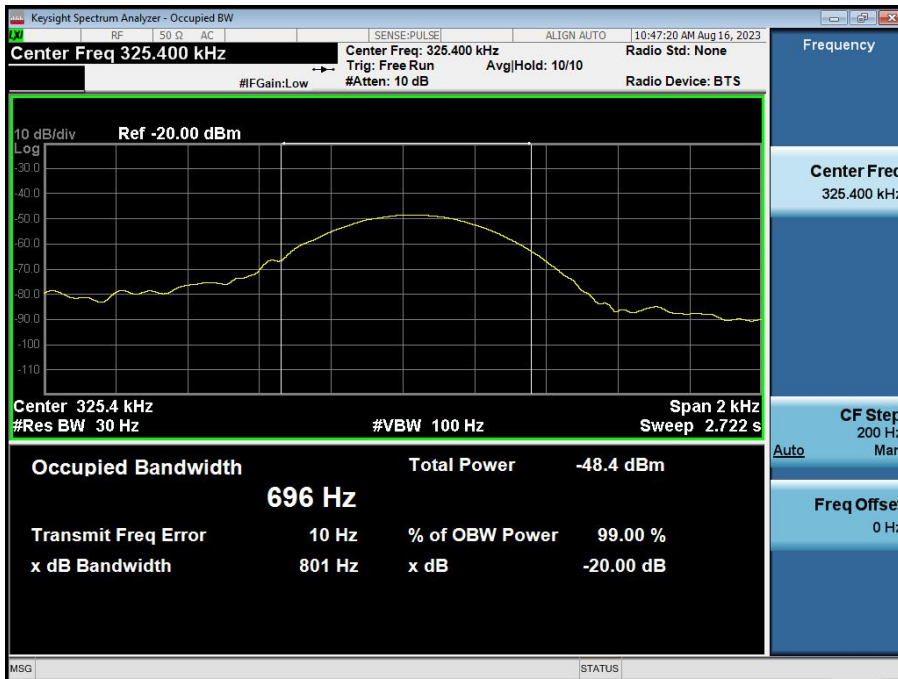 Keysight Spectrum Analyzer - Occupied BW
LXI RF 50 Ω AC SENSE:PULSE ALIGN AUTO 10:47:20 AM Aug 16, 2023
Center Freq 325.400 kHz
Center Freq: 325.400 kHz Radio Std: None
Trig: Free Run Avg|Hold: 10/10
#IFGain:Low #Atten: 10 dB Radio Device: BTS
10 dB/div Ref -20.00 dBm
Log
-30.0
-40.0
-50.0
-60.0
-70.0
-80.0
-90.0
-100
-110
Center 325.4 kHz Span 2 kHz
#Res BW 30 Hz #VBW 100 Hz Sweep 2.722 s
Occupied Bandwidth Total Power -48.4 dBm
696 Hz
Transmit Freq Error 10 Hz % of OBW Power 99.00 %
x dB Bandwidth 801 Hz x dB -20.00 dB
MSG STATUS
Frequency
Center Freq
325.400 kHz
CF Step
200 Hz
Auto Man
Freq Offset
0 Hz